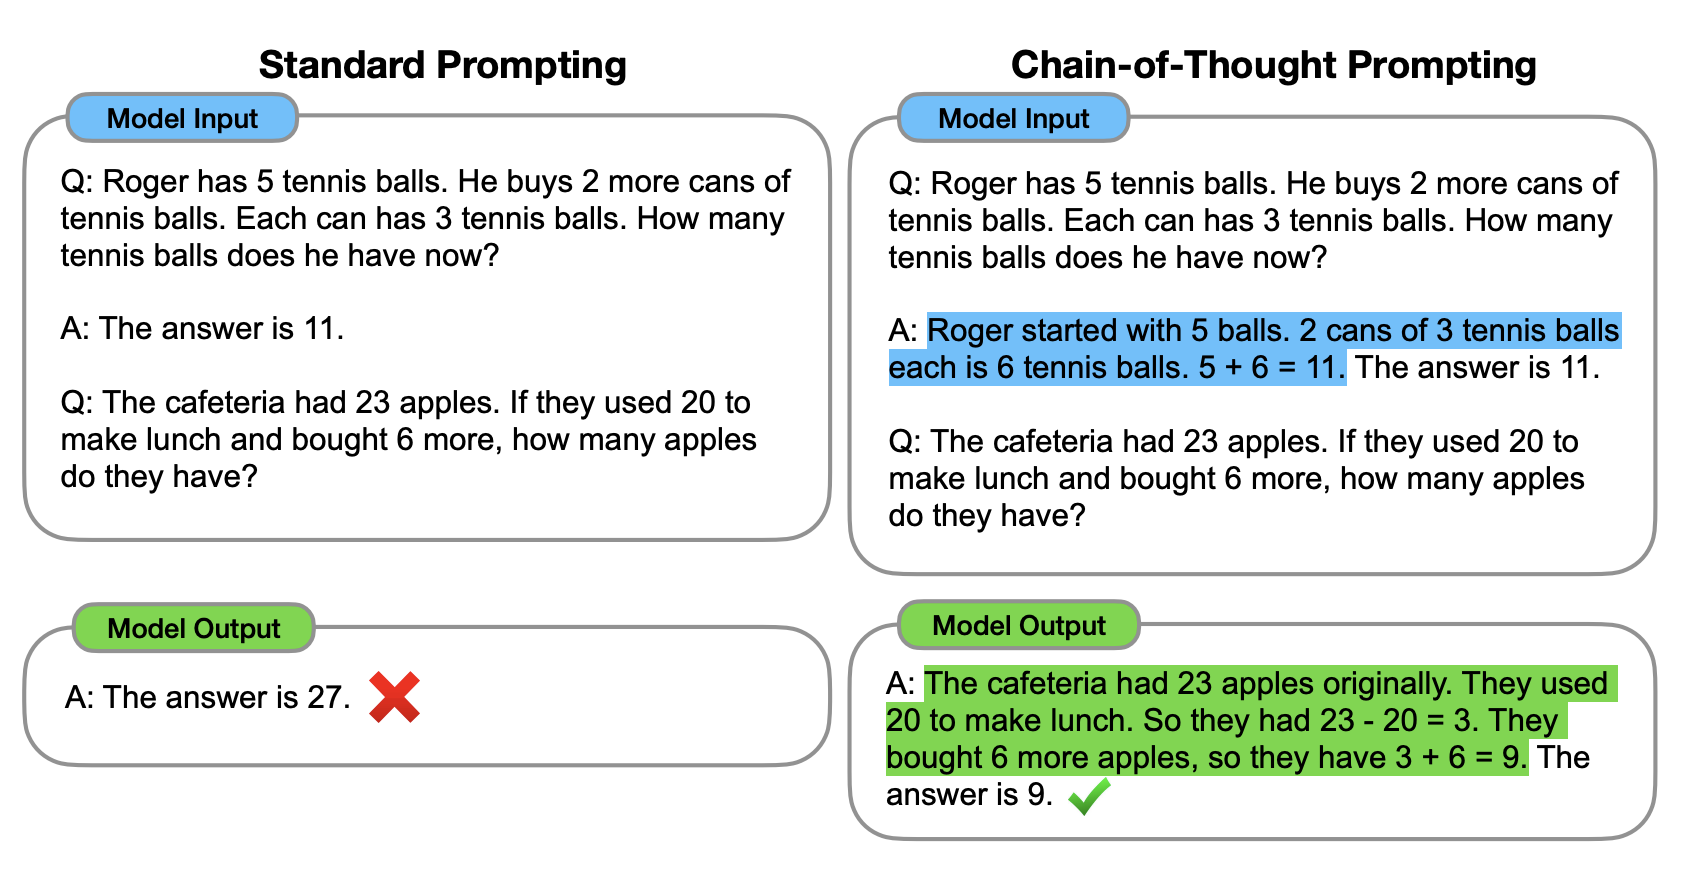 Standard Prompting
Model Input
Q: Roger has 5 tennis balls. He buys 2 more cans of
tennis balls. Each can has 3 tennis balls. How many
tennis balls does he have now?
A: The answer is 11.
Q: The cafeteria had 23 apples. If they used 20 to
make lunch and bought 6 more, how many apples
do they have?
Model Output
A: The answer is 27.
Chain-of-Thought Prompting
Model Input
Q: Roger has 5 tennis balls. He buys 2 more cans of
tennis balls. Each can has 3 tennis balls. How many
tennis balls does he have now?
A: Roger started with 5 balls. 2 cans of 3 tennis balls
each is 6 tennis balls. 5 + 6 = 11. The answer is 11.
Q: The cafeteria had 23 apples. If they used 20 to
make lunch and bought 6 more, how many apples
do they have?
Model Output
A: The cafeteria had 23 apples originally. They used
20 to make lunch. So they had 23 - 20 = 3. They
bought 6 more apples, so they have 3 + 6 = 9. The
answer is 9.